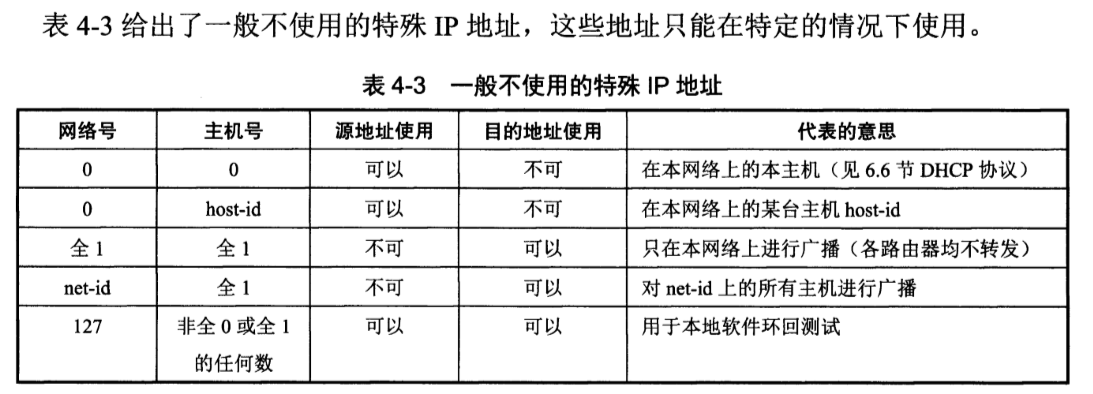 表 4-3 给出了一般不使用的特殊 IP 地址，这些地址只能在特定的情况下使用。
表 4-3 一般不使用的特殊 IP 地址
网络号 主机号 源地址使用 目的地址使用 代表的意思
0 0 可以 不可 在本网络上的本主机（见 6.6 节 DHCP 协议）
0 host-id 可以 不可 在本网络上的某台主机 host-id
全 1 全 1 不可 可以 只在本网络上进行广播（各路由器均不转发）
net-id 全 1 不可 可以 对 net-id 上的所有主机进行广播
127 非全 0 或全 1 可以 可以 用于本地软件环回测试
的任何数